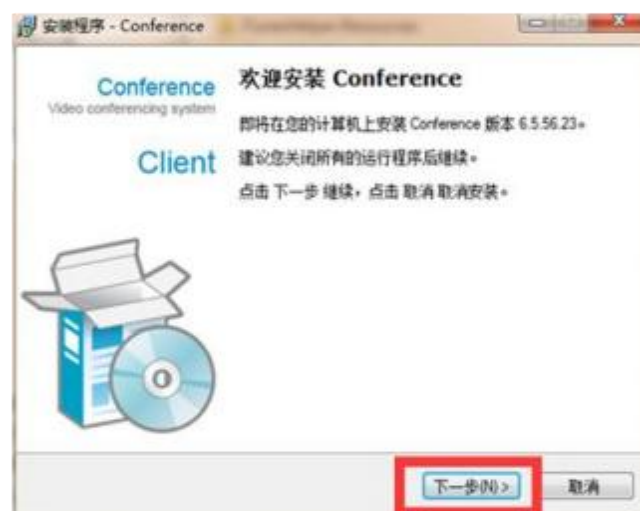 安装程序 - Conference
Conference
Video conferencing system
Client
欢迎安装 Conference
即将在您的计算机上安装 Conference 版本 6.5.56.23。
建议您关闭所有的运行程序后继续。
点击 下一步 继续，点击 取消 取消安装。
下一步(N) >
取消